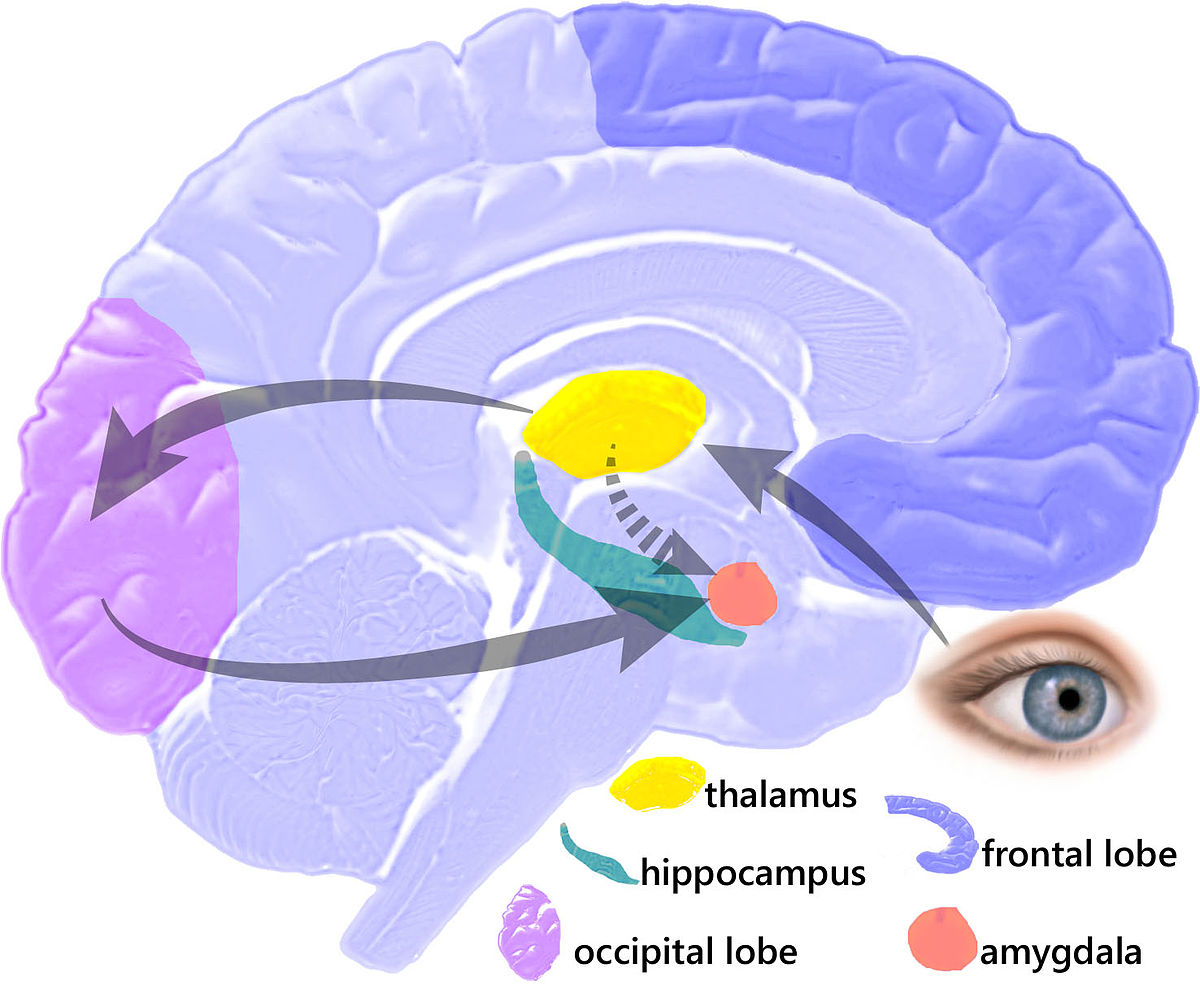 thalamus
hippocampus
frontal lobe
occipital lobe
amygdala